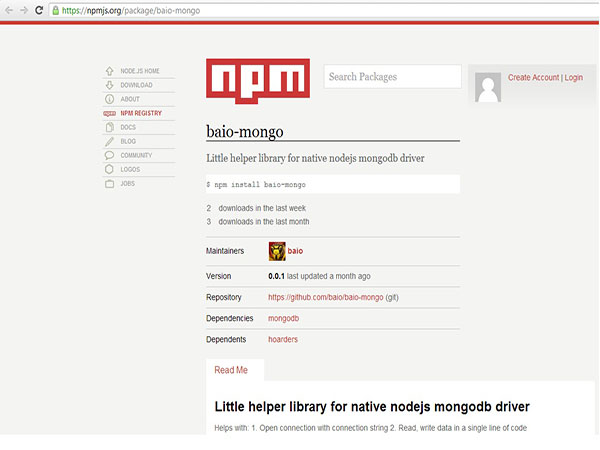 https://npmjs.org/package/baio-mongo
NODE.JS HOME
DOWNLOAD
ABOUT
NPM REGISTRY
DOCS
BLOG
COMMUNITY
LOGOS
JOBS
npm
Search Packages
Create Account | Login
baio-mongo
Little helper library for native nodejs mongodb driver
$ npm install baio-mongo
2 downloads in the last week
3 downloads in the last month
Maintainers baio
Version 0.0.1 last updated a month ago
Repository https://github.com/baio/baio-mongo (git)
Dependencies mongodb
Dependents hoarders
Read Me
Little helper library for native nodejs mongodb driver
Helps with: 1. Open connection with connection string 2. Read, write data in a single line of code